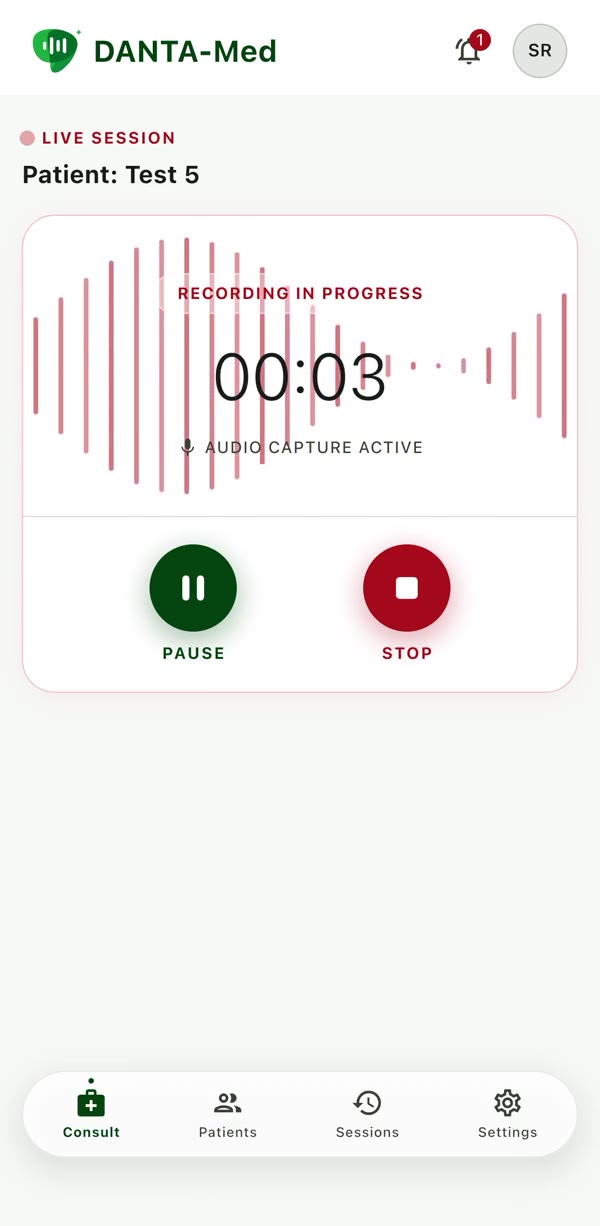 DANTA-Med
1
SR
LIVE SESSION
Patient: Test 5
RECORDING IN PROGRESS
00:03
AUDIO CAPTURE ACTIVE
PAUSE
STOP
Consult
Patients
Sessions
Settings